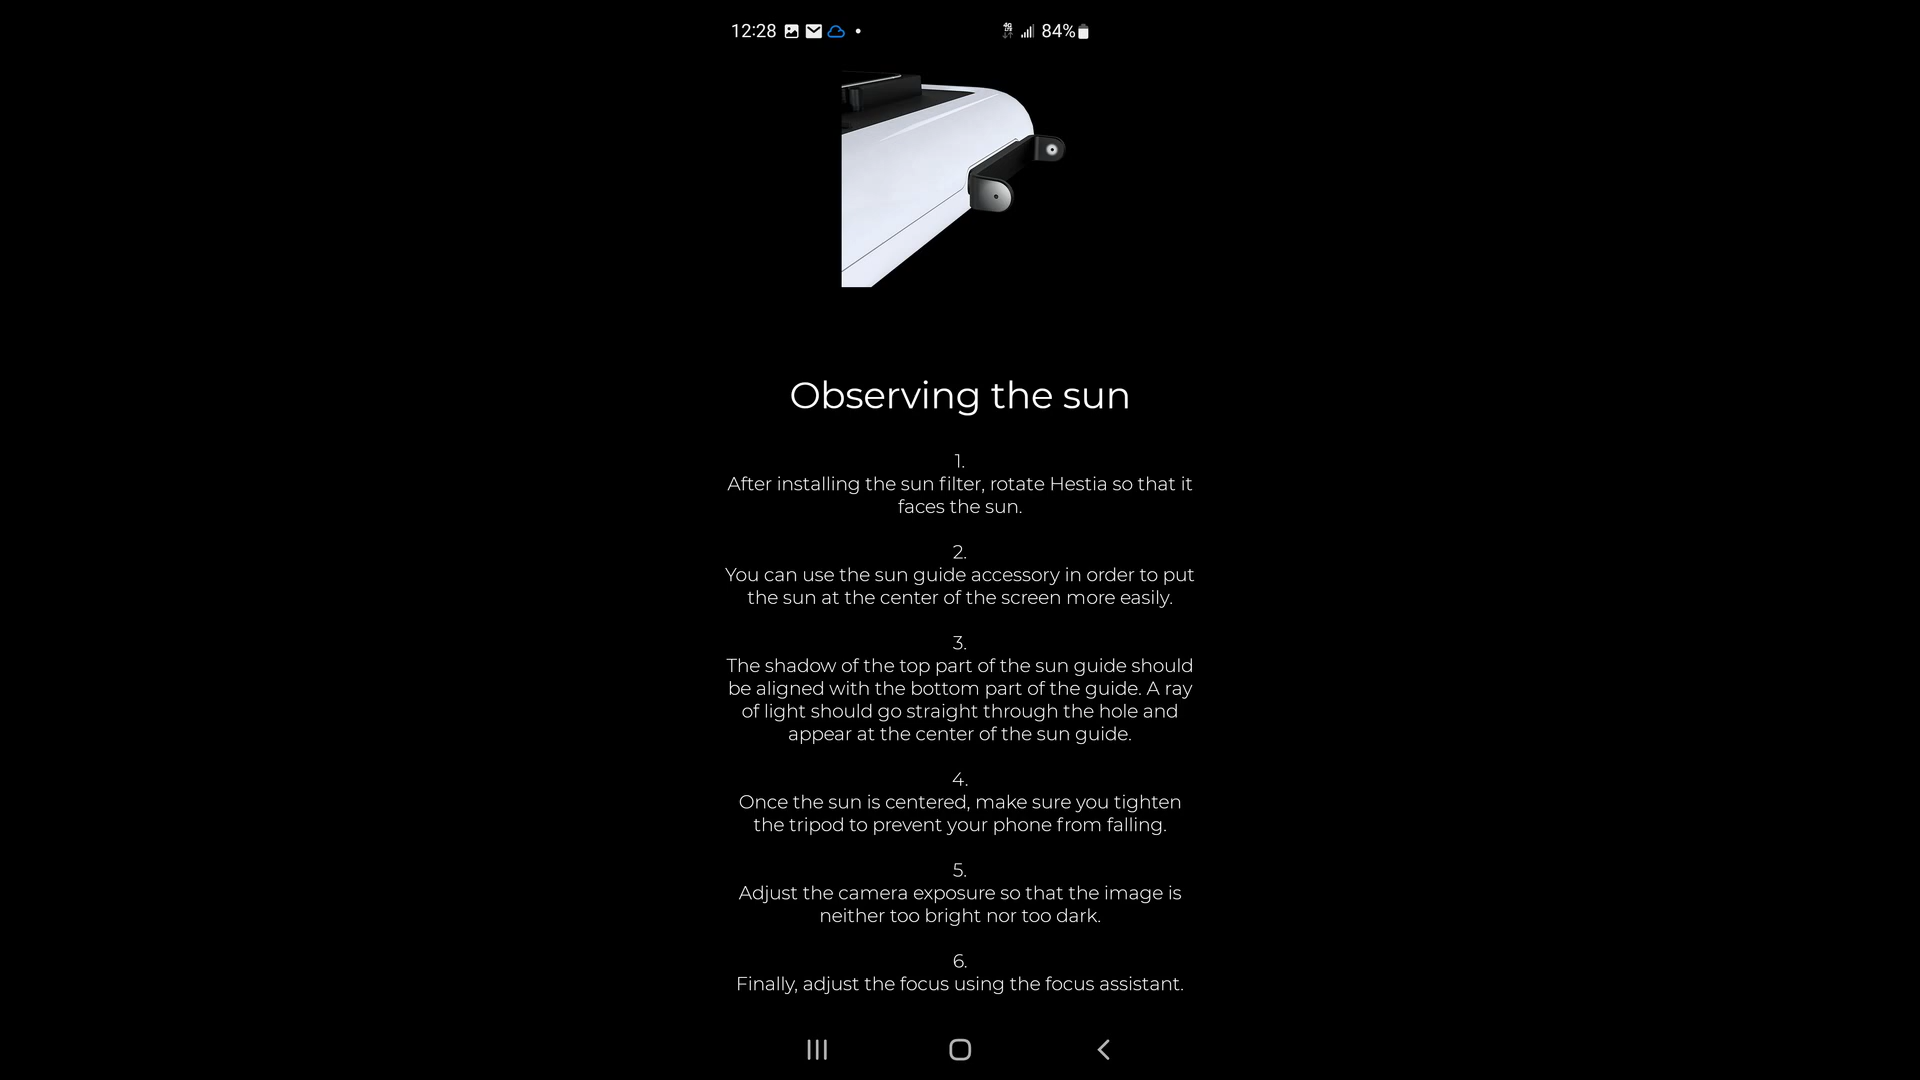 12:28
4G
84%
Observing the sun
1.
After installing the sun filter, rotate Hestia so that it
faces the sun.
2.
You can use the sun guide accessory in order to put
the sun at the center of the screen more easily.
3.
The shadow of the top part of the sun guide should
be aligned with the bottom part of the guide. A ray
of light should go straight through the hole and
appear at the center of the sun guide.
4.
Once the sun is centered, make sure you tighten
the tripod to prevent your phone from falling.
5.
Adjust the camera exposure so that the image is
neither too bright nor too dark.
6.
Finally, adjust the focus using the focus assistant.